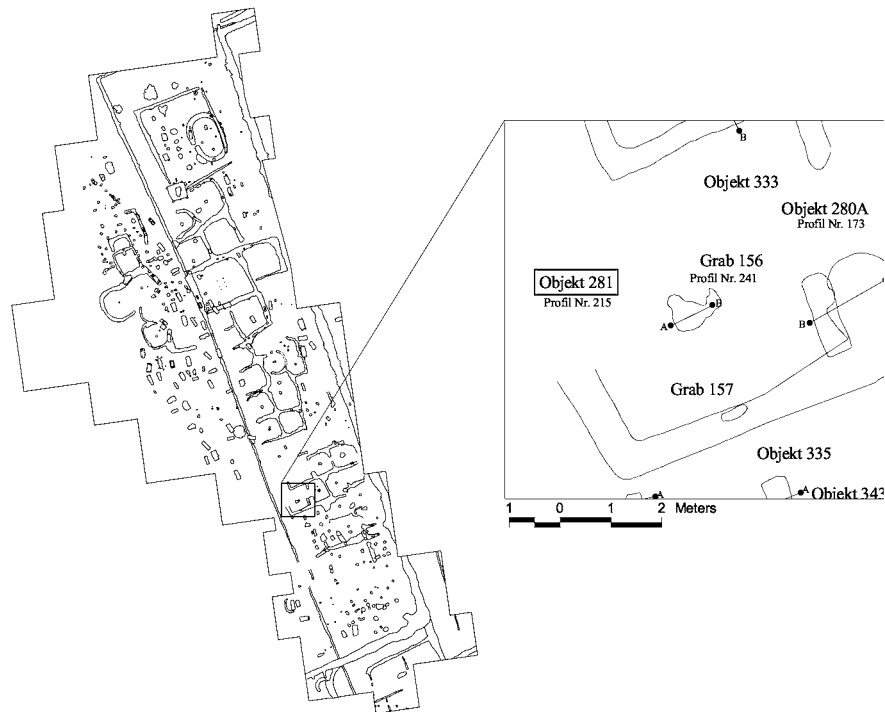 B
Objekt 333
Objekt 280A
Profil Nr. 173
Grab 156
Profil Nr. 241
Objekt 281
Profil Nr. 215
B
A
B
Grab 157
Objekt 335
A
A
Objekt 343
1 0 1 2 Meters